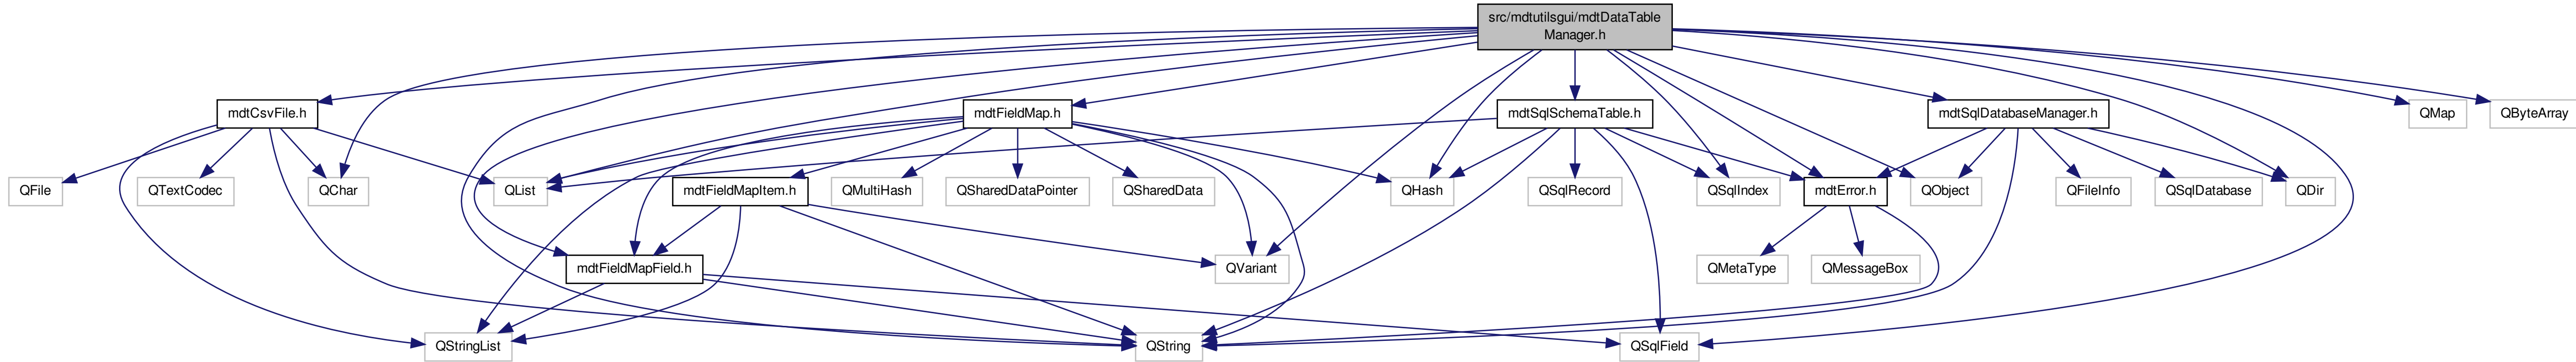 src/mdtutilsgui/mdtDataTable
Manager.h
mdtCsvFile.h
mdtFieldMap.h
mdtSqlSchemaTable.h
mdtSqlDatabaseManager.h
QMap
QByteArray
QFile
QTextCodec
QChar
QList
mdtFieldMapItem.h
QMultiHash
QSharedDataPointer
QSharedData
QHash
QSqlRecord
QSqlIndex
mdtError.h
QObject
QFileInfo
QSqlDatabase
QDir
mdtFieldMapField.h
QVariant
QMetaType
QMessageBox
QStringList
QString
QSqlField